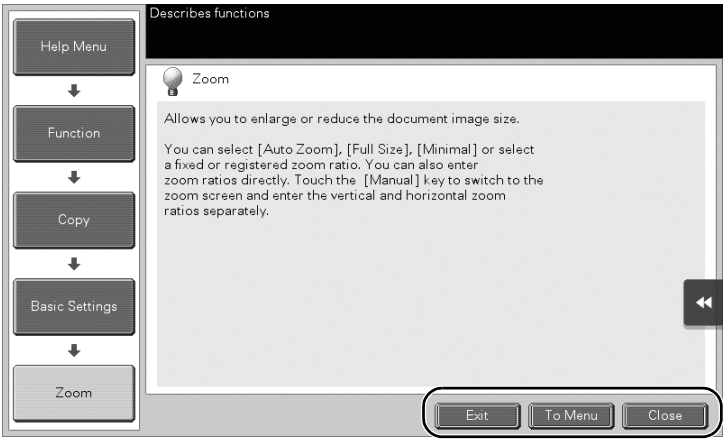 Describes functions
Help Menu
Function
Copy
Basic Settings
Zoom
Zoom
Allows you to enlarge or reduce the document image size.
You can select [Auto Zoom], [Full Size], [Minimal] or select
a fixed or registered zoom ratio. You can also enter
zoom ratios directly. Touch the [Manual] key to switch to the
zoom screen and enter the vertical and horizontal zoom
ratios separately.
Exit
To Menu
Close